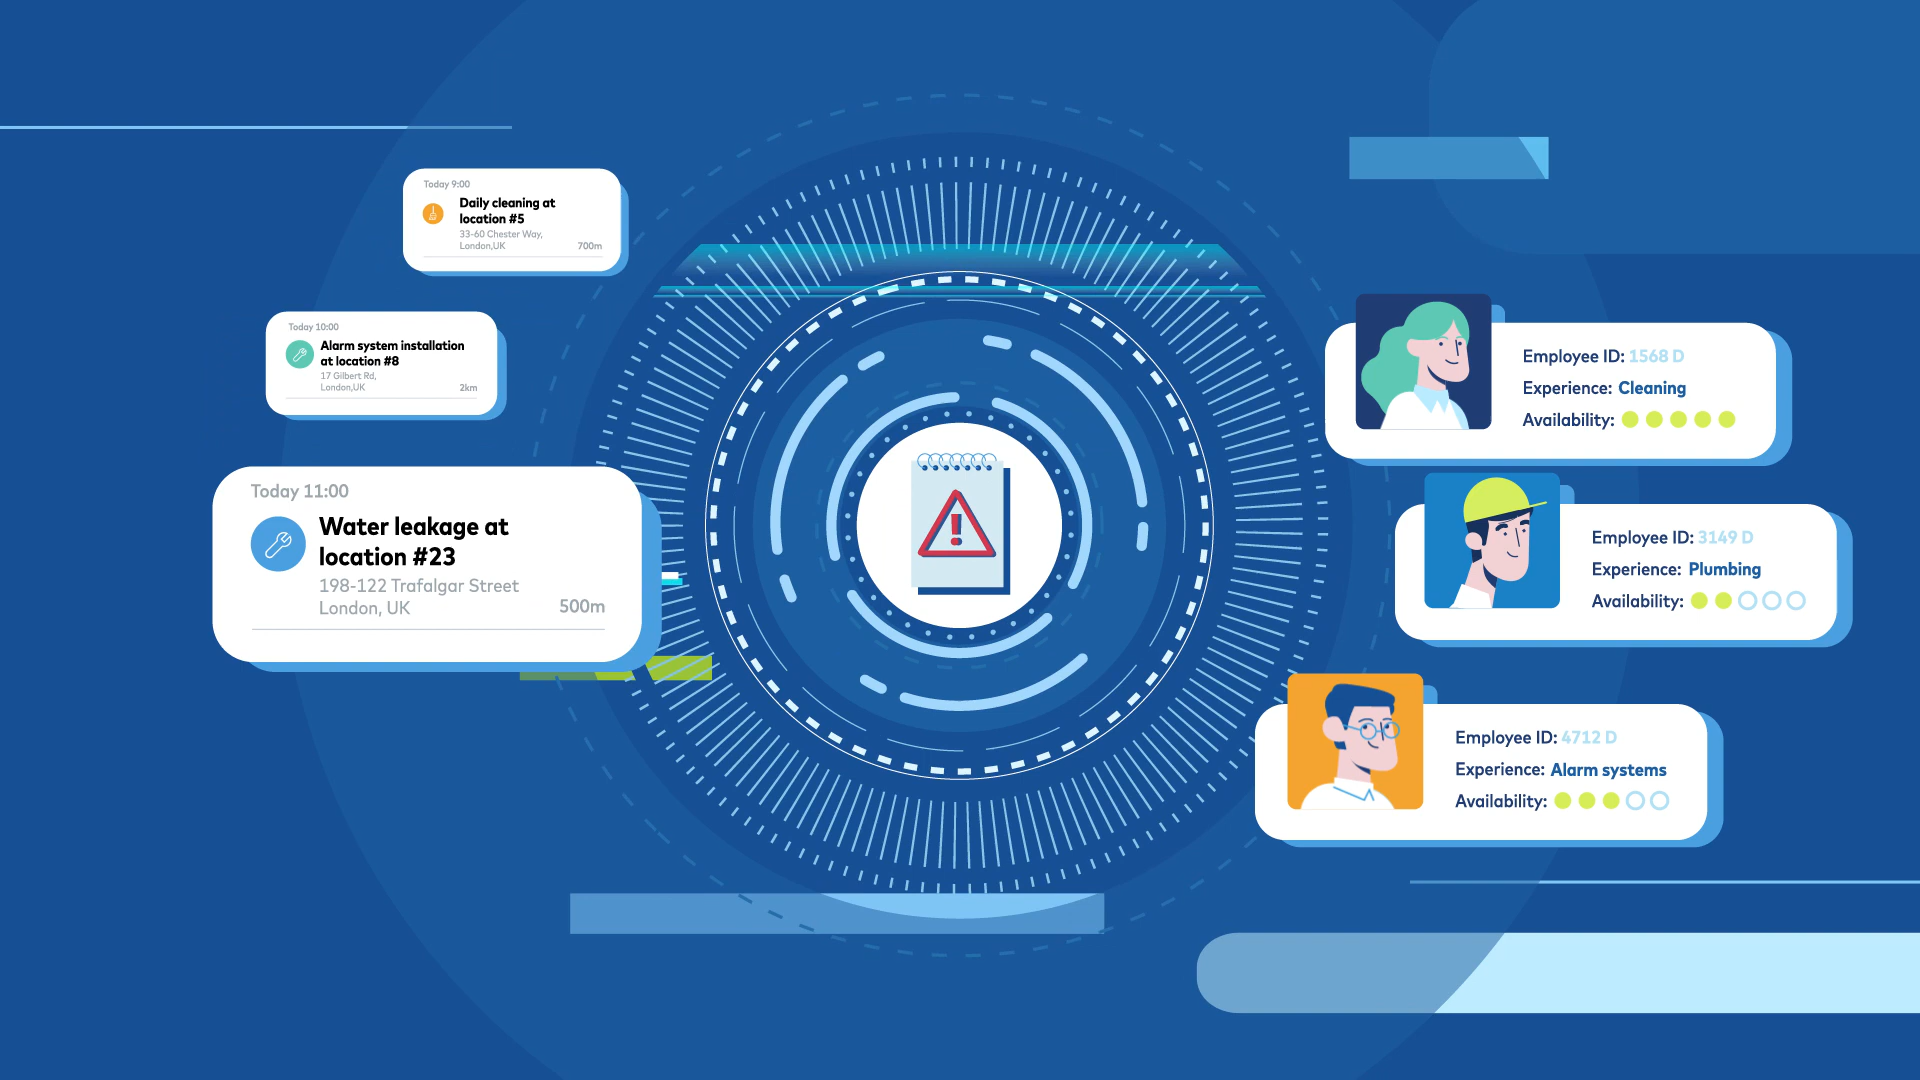 Today 9:00
Daily cleaning at
location #5
33-60 Chester Way,
London,UK
700m
Today 10:00
Alarm system installation
at location #8
17 Gilbert Rd,
London,UK
2km
Today 11:00
Water leakage at
location #23
198-122 Trafalgar Street
London, UK
500m
!
Employee ID: 1568 D
Experience: Cleaning
Availability:
Employee ID: 3149 D
Experience: Plumbing
Availability:
Employee ID: 4712 D
Experience: Alarm systems
Availability: